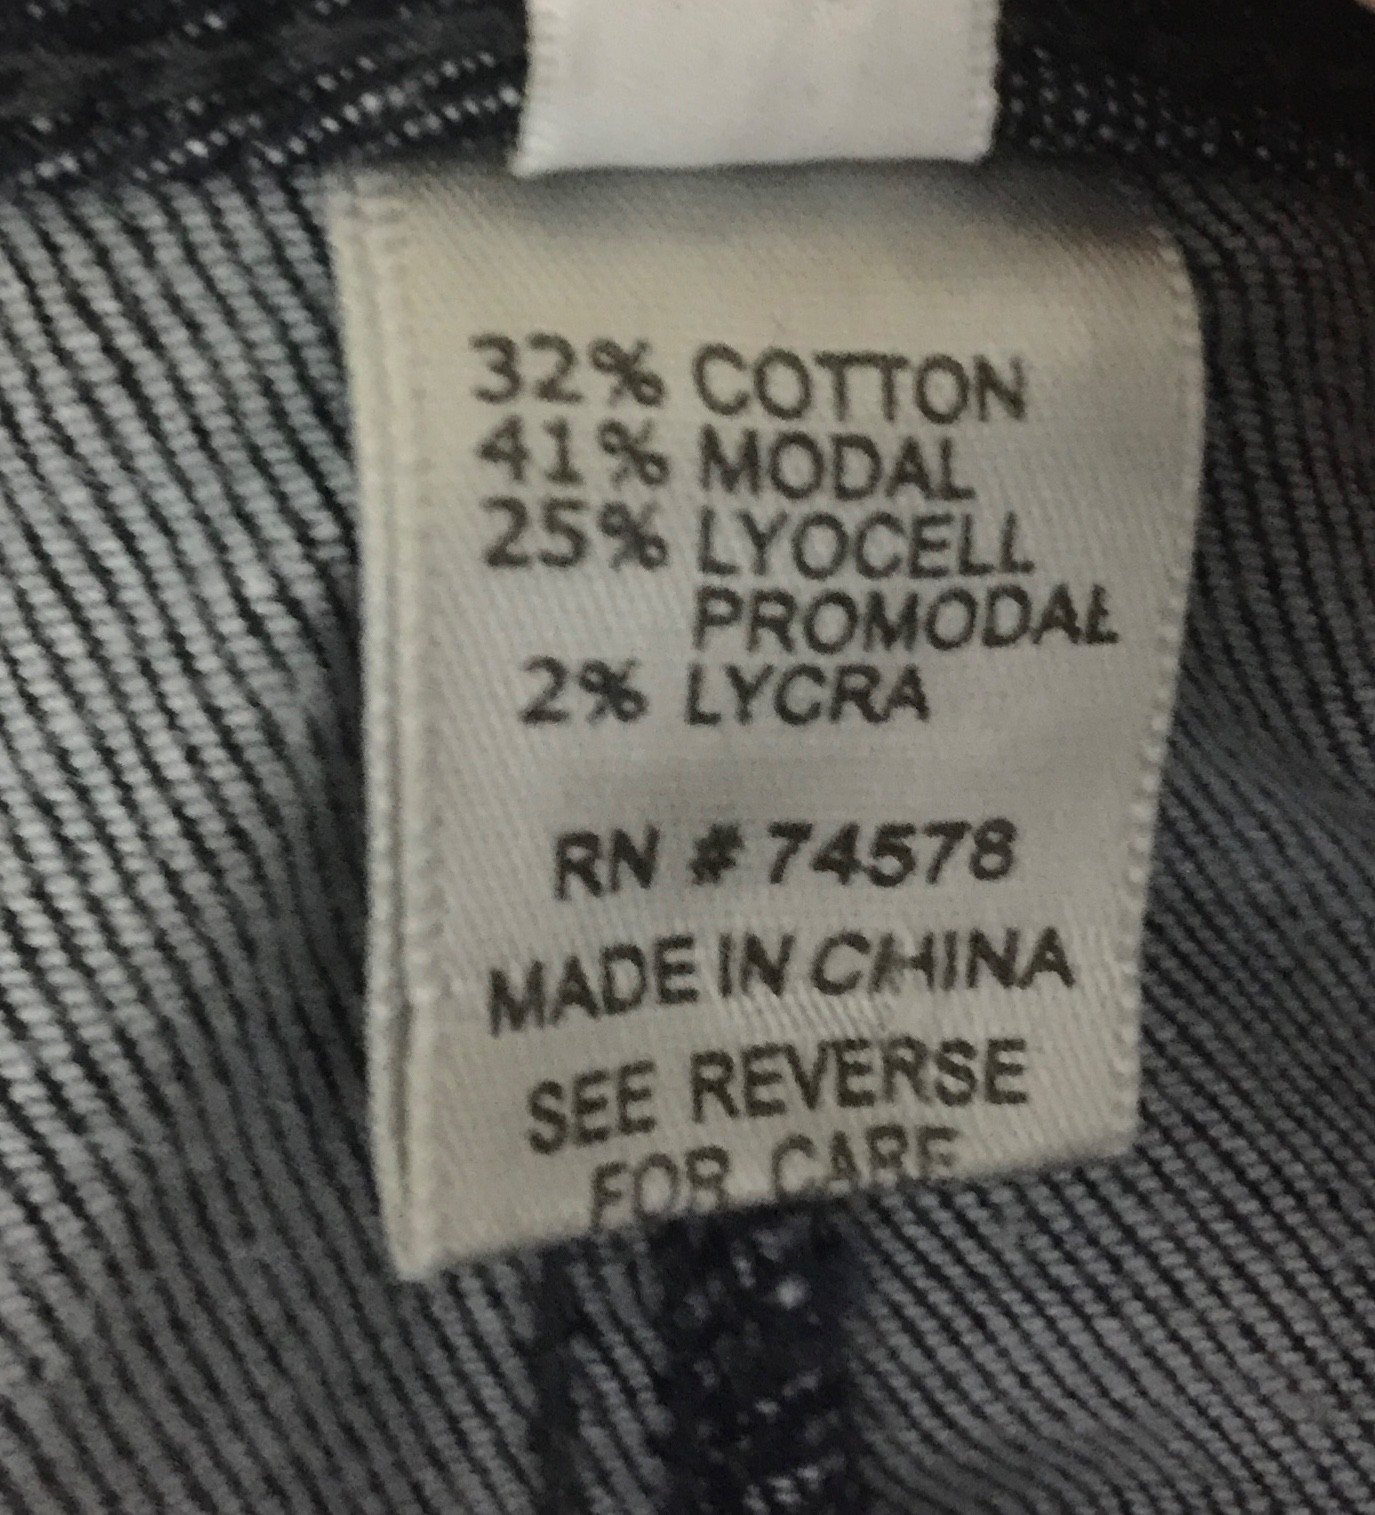 32% COTTON
41% MODAL
25% LYOCELL
PROMODAL
2% LYCRA
RN # 74578
MADE IN CHINA
SEE REVERSE
FOR CARE